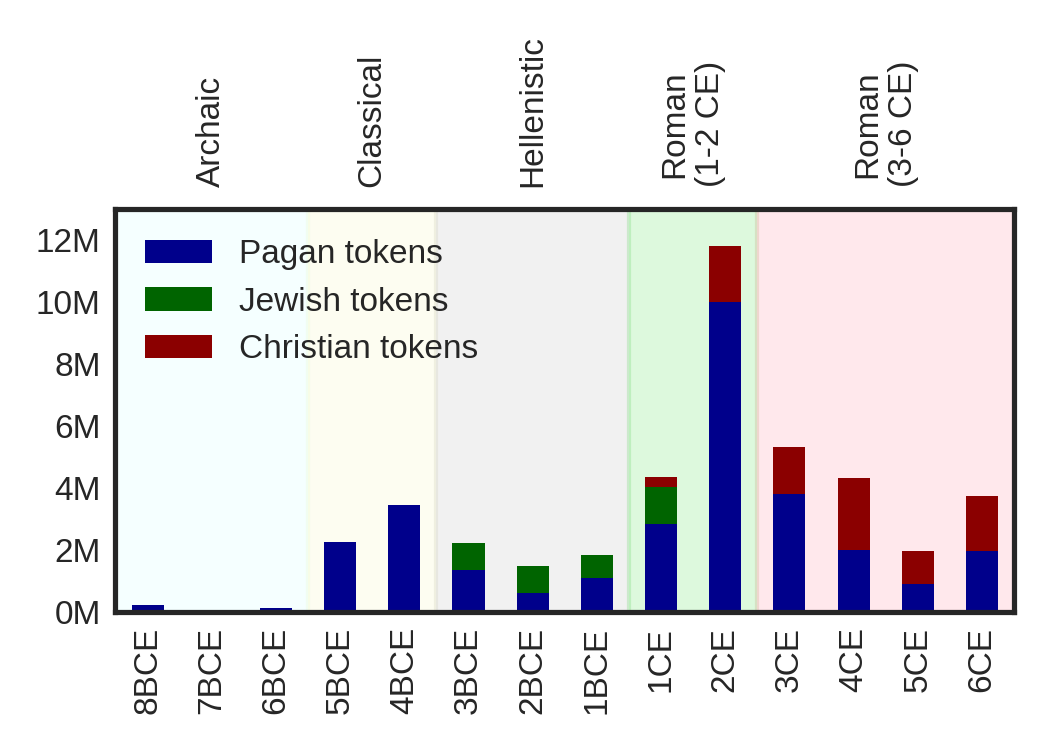 Archaic
Classical
Hellenistic
Roman
(1-2 CE)
Roman
(3-6 CE)
12M
10M
8M
6M
4M
2M
0M
Pagan tokens
Jewish tokens
Christian tokens
8BCE
7BCE
6BCE
5BCE
4BCE
3BCE
2BCE
1BCE
1CE
2CE
3CE
4CE
5CE
6CE